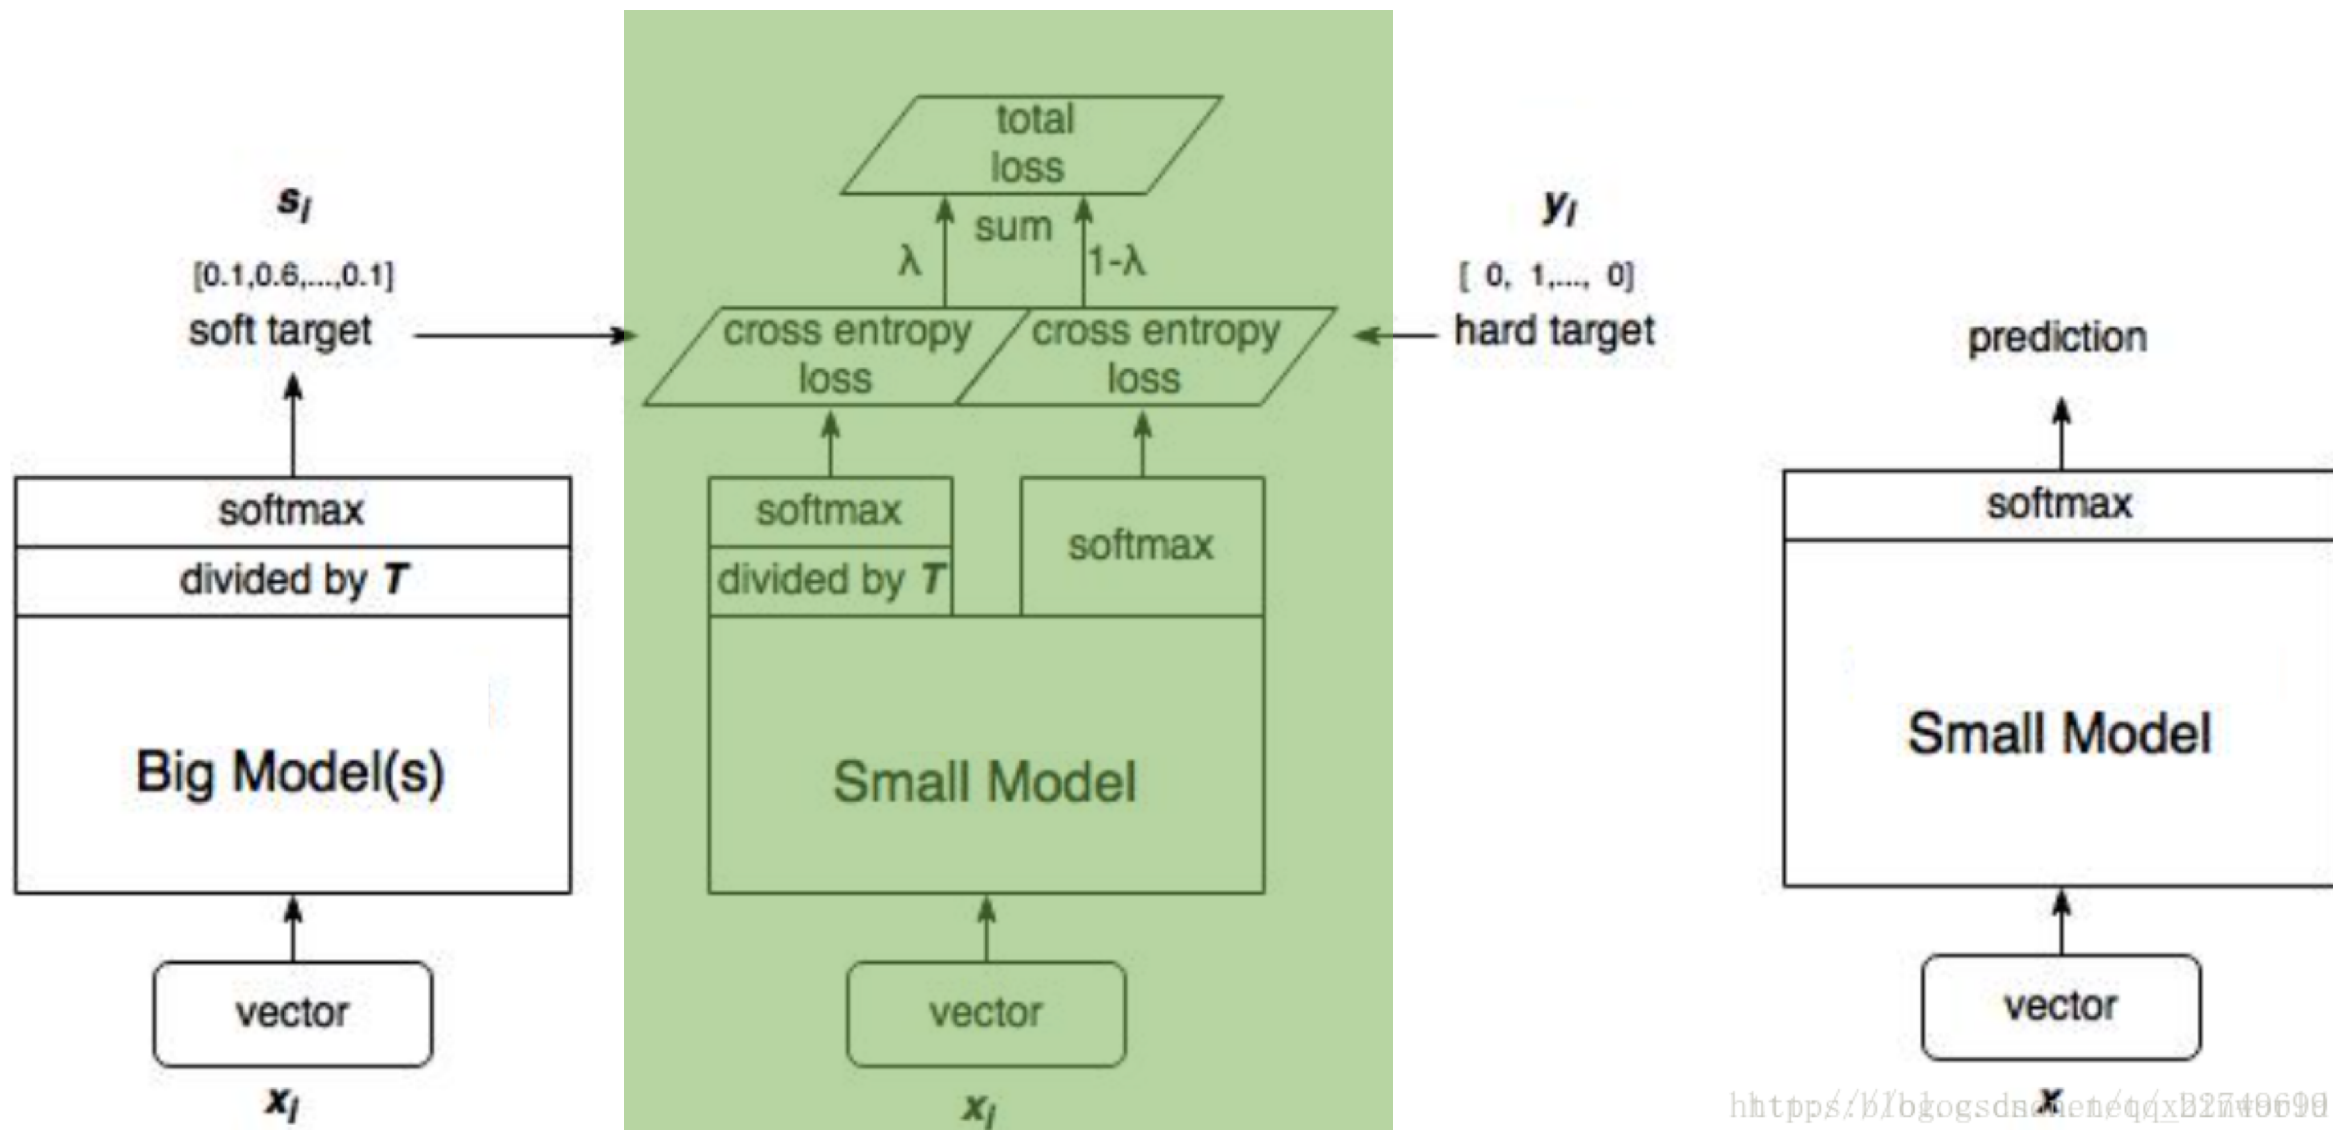 s_i
[0.1,0.6,...,0.1]
soft target
softmax
divided by T
Big Model(s)
vector
x_i
total
loss
sum
λ
1-λ
cross entropy
loss
cross entropy
loss
softmax
divided by T
softmax
Small Model
vector
x_i
y_i
[ 0, 1,..., 0]
hard target
prediction
softmax
Small Model
vector
x